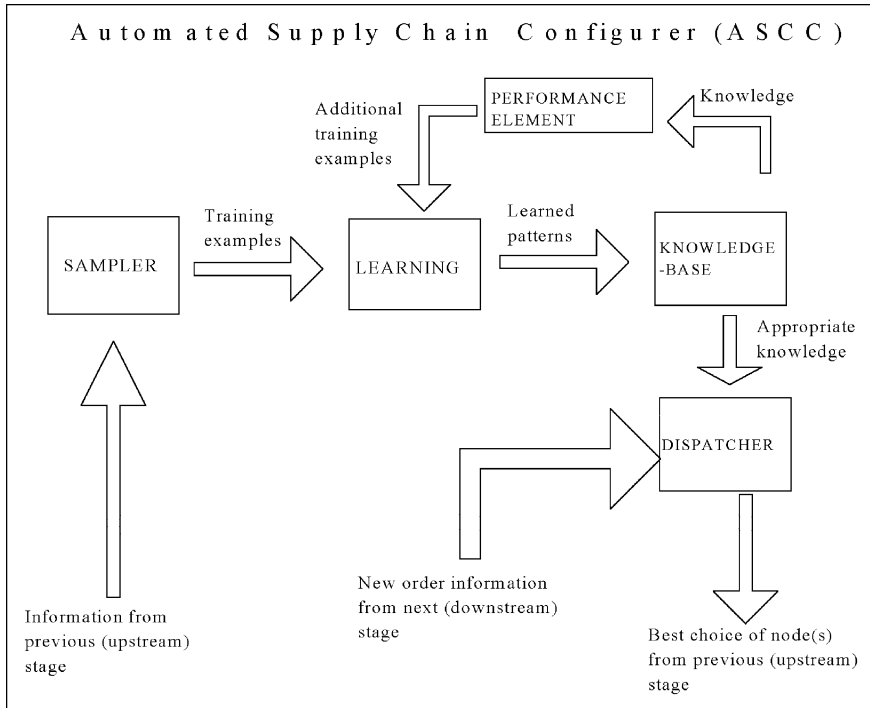 Automated Supply Chain Configurer (ASCC)
PERFORMANCE
ELEMENT
Knowledge
Additional
training
examples
Training
examples
Learned
patterns
SAMPLER
LEARNING
KNOWLEDGE
-BASE
Appropriate
knowledge
DISPATCHER
New order information
from next (downstream)
stage
Information from
previous (upstream)
stage
Best choice of node(s)
from previous (upstream)
stage